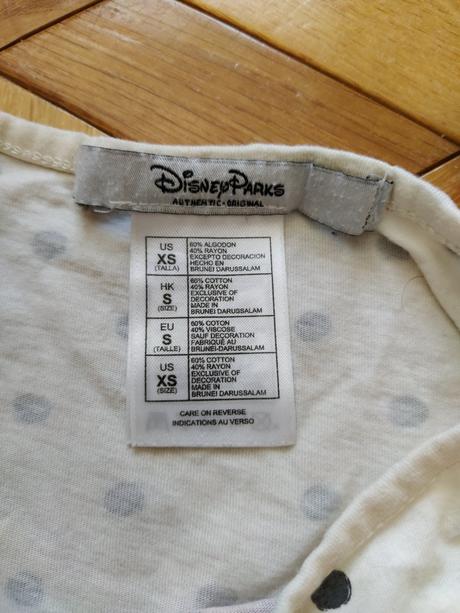 DISNEYPARKS
AUTHENTIC • ORIGINAL
US
XS
(TALLA)
60% ALGODON
40% RAYON
EXCEPTO DECORACION
HECHO EN
BRUNEI DARUSSALAM
HK
S
(SIZE)
60% COTTON
40% RAYON
EXCLUSIVE OF
DECORATION
MADE IN
BRUNEI DARUSSALAM
EU
S
(TAILLE)
60% COTON
40% VISCOSE
SAUF DECORATION
FABRIQUÉ AU
BRUNEI-DARUSSALAM
US
XS
(SIZE)
60% COTTON
40% RAYON
EXCLUSIVE OF
DECORATION
MADE IN
BRUNEI DARUSSALAM
CARE ON REVERSE
INDICATIONS AU VERSO